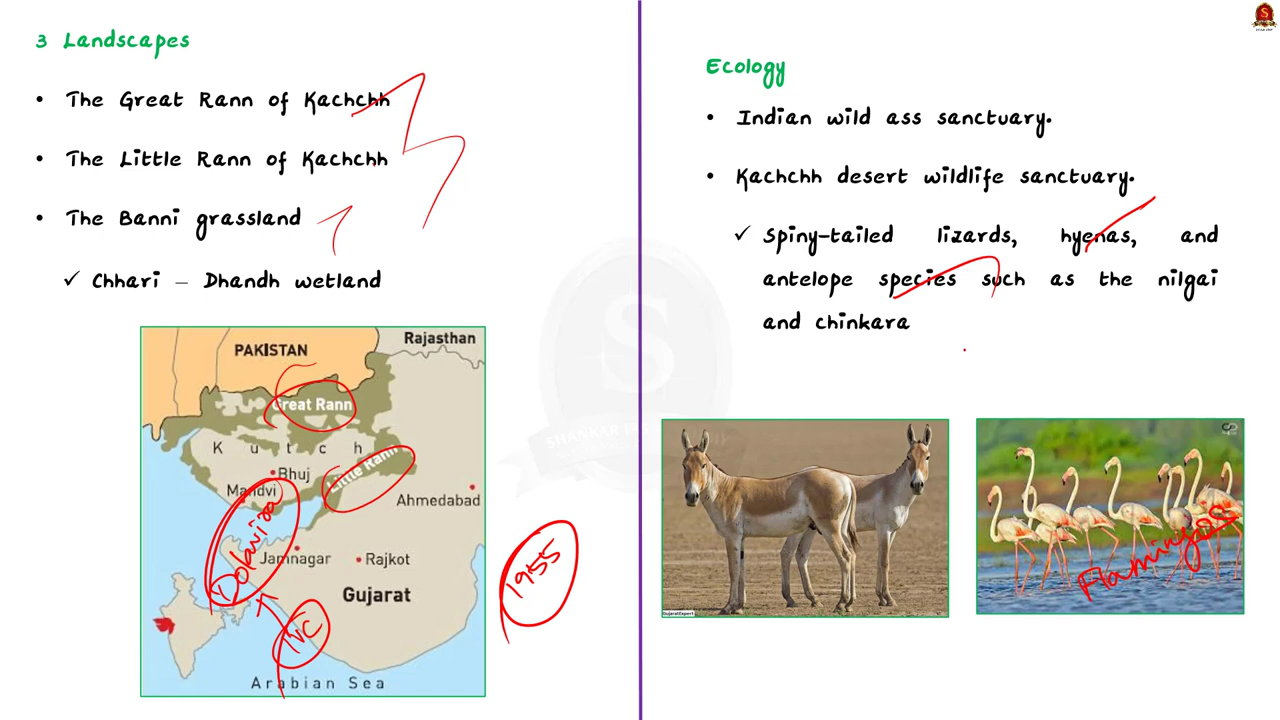 3 Landscapes
• The Great Rann of Kachchh
• The Little Rann of Kachchh
• The Banni grassland
✓ Chhari – Dhandh wetland
PAKISTAN
Rajasthan
Great Rann
K u t c h
Little Rann
Bhuj
Mandvi
Ahmedabad
Dolavira
Jamnagar
Rajkot
Gujarat
IVC
Arabian Sea
1955
Ecology
• Indian wild ass sanctuary.
• Kachchh desert wildlife sanctuary.
✓ Spiny-tailed lizards, hyenas, and
antelope species such as the nilgai
and chinkara
GujaratExpert
Flamingos
S
SHANKAR IAS